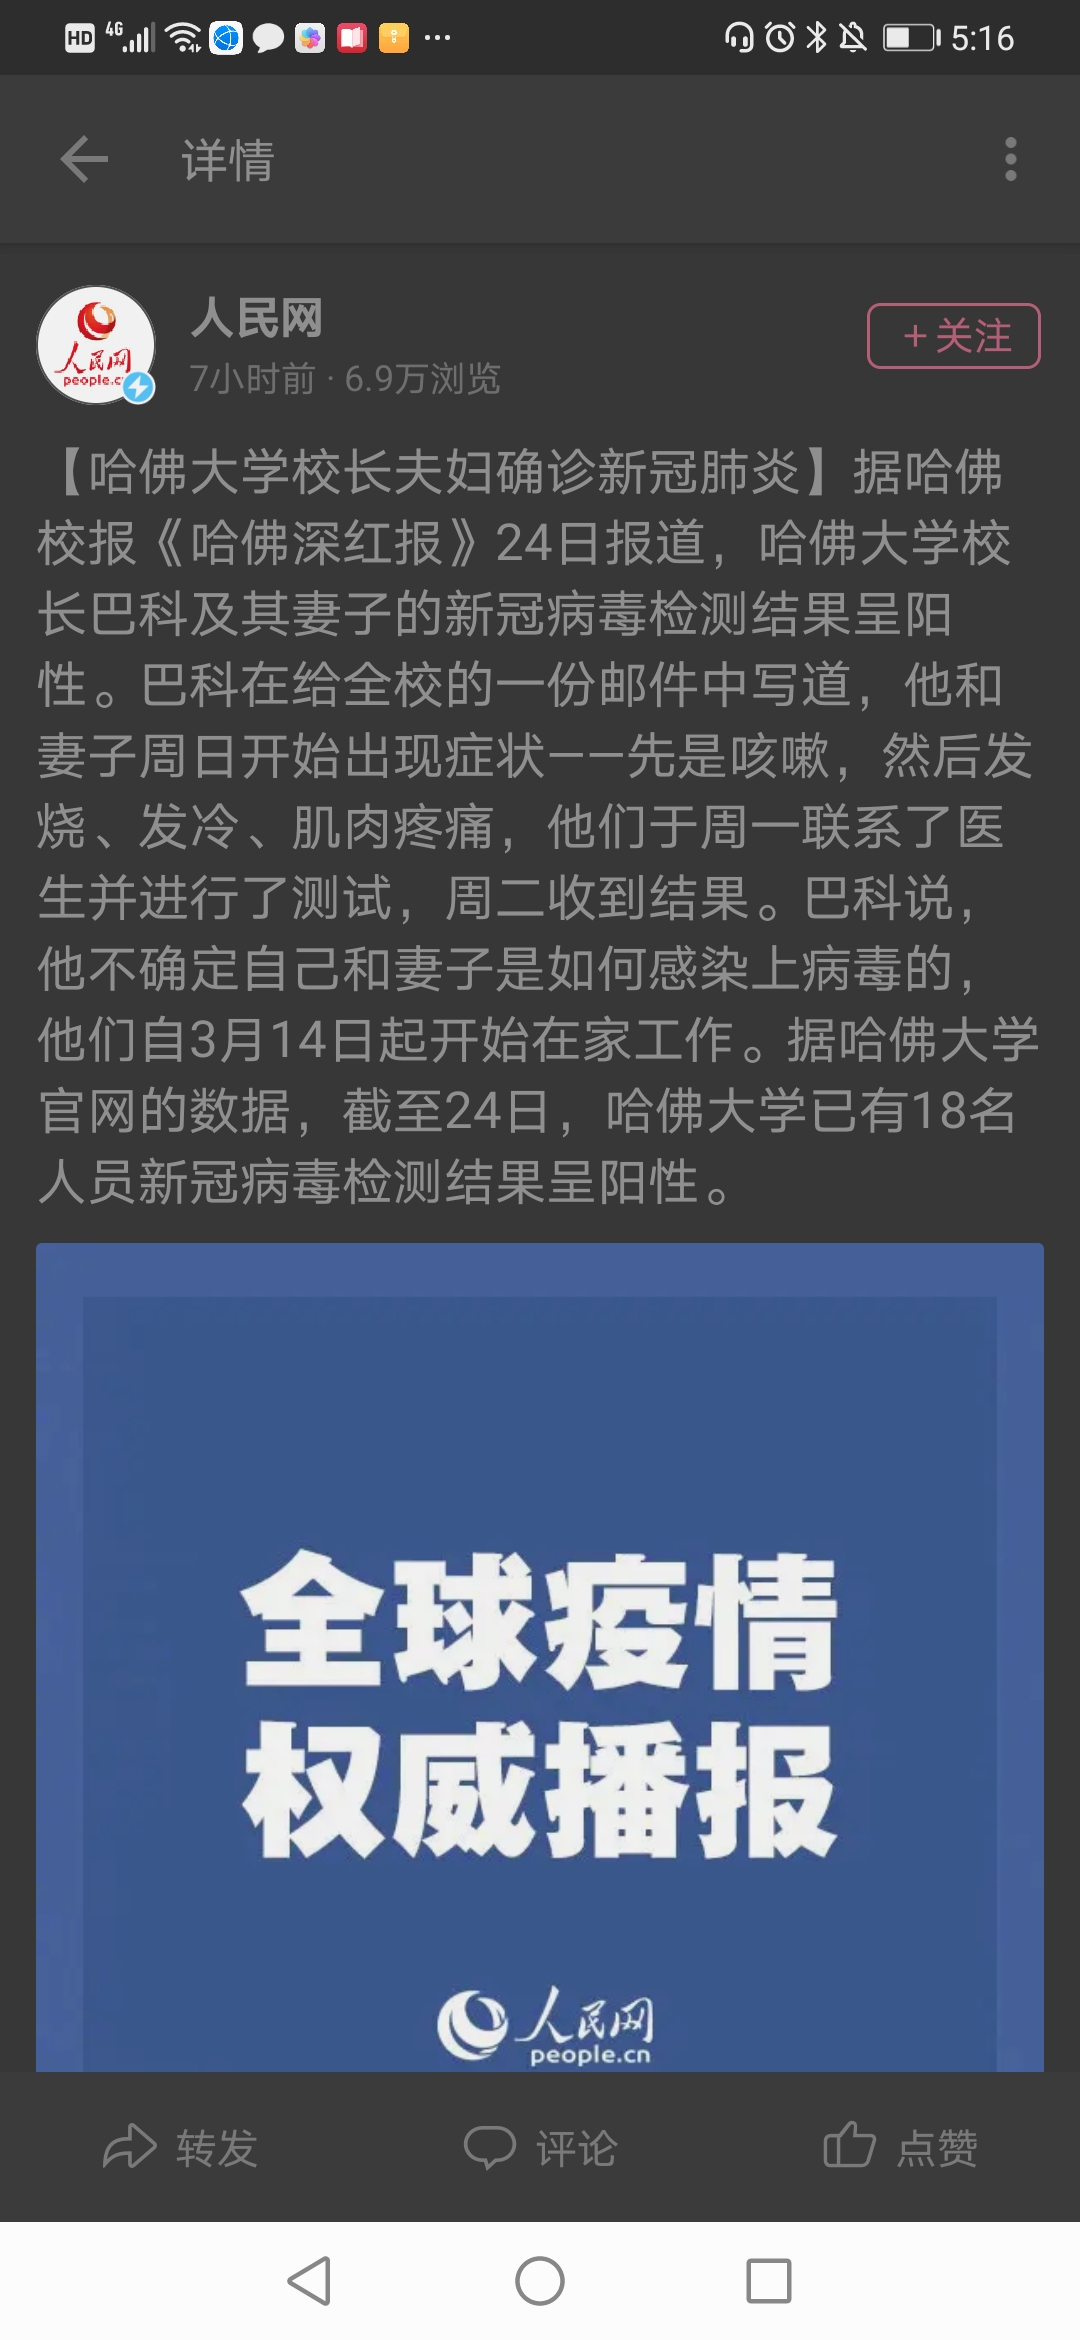 HD 4G 5:16
详情
人民网
7小时前 · 6.9万浏览
+关注
人民网
people.c
【哈佛大学校长夫妇确诊新冠肺炎】据哈佛
校报《哈佛深红报》24日报道，哈佛大学校
长巴科及其妻子的新冠病毒检测结果呈阳
性。巴科在给全校的一份邮件中写道，他和
妻子周日开始出现症状——先是咳嗽，然后发
烧、发冷、肌肉疼痛，他们于周一联系了医
生并进行了测试，周二收到结果。巴科说，
他不确定自己和妻子是如何感染上病毒的，
他们自3月14日起开始在家工作。据哈佛大学
官网的数据，截至24日，哈佛大学已有18名
人员新冠病毒检测结果呈阳性。
全球疫情
权威播报
人民网
people.cn
转发 评论 点赞